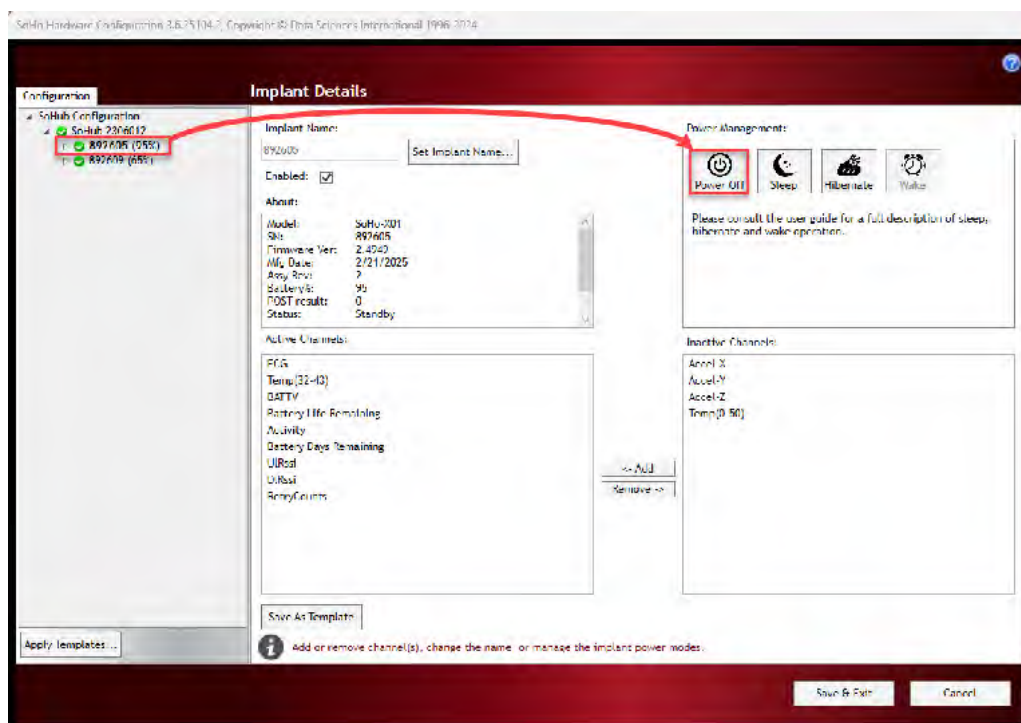 SoHo Hardware Configuration 3.6.25104.2, Copyright © Data Sciences International 1996-2024
Configuration
SoHub Configuration
SoHub 2306012
892605 (95%)
892609 (65%)
Implant Details
Implant Name:
892605
Set Implant Name...
Enabled:
About:
Model: SoHo-X01
SN: 892605
Firmware Ver: 2.4949
Mfg Date: 2/21/2025
Assy Rev: 2
Battery%: 95
POST result: 0
Status: Standby
Power Management:
Power Off
Sleep
Hibernate
Wake
Please consult the user guide for a full description of sleep,
hibernate and wake operation.
Active Channels:
ECG
Temp(32-43)
BATTV
Battery Life Remaining
Activity
Battery Days Remaining
UlRssi
DlRssi
RetryCounts
<- Add
Remove ->
Inactive Channels:
Accel-X
Accel-Y
Accel-Z
Temp(0-50)
Save As Template
Apply Templates...
Add or remove channel(s), change the name or manage the implant power modes.
Save & Exit
Cancel